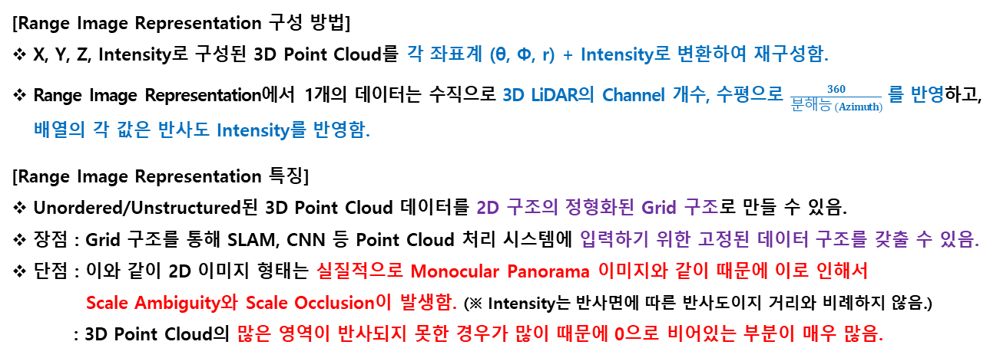 [Range Image Representation 구성 방법]
❖ X, Y, Z, Intensity로 구성된 3D Point Cloud를 각 좌표계 (θ, Φ, r) + Intensity로 변환하여 재구성함.
❖ Range Image Representation에서 1개의 데이터는 수직으로 3D LiDAR의 Channel 개수, 수평으로 360/분해능 (Azimuth) 를 반영하고,
배열의 각 값은 반사도 Intensity를 반영함.
[Range Image Representation 특징]
❖ Unordered/Unstructured된 3D Point Cloud 데이터를 2D 구조의 정형화된 Grid 구조로 만들 수 있음.
❖ 장점 : Grid 구조를 통해 SLAM, CNN 등 Point Cloud 처리 시스템에 입력하기 위한 고정된 데이터 구조를 갖출 수 있음.
❖ 단점 : 이와 같이 2D 이미지 형태는 실질적으로 Monocular Panorama 이미지와 같이 때문에 이로 인해서
Scale Ambiguity와 Scale Occlusion이 발생함. (※ Intensity는 반사면에 따른 반사도이지 거리와 비례하지 않음.)
: 3D Point Cloud의 많은 영역이 반사되지 못한 경우가 많이 때문에 0으로 비어있는 부분이 매우 많음.